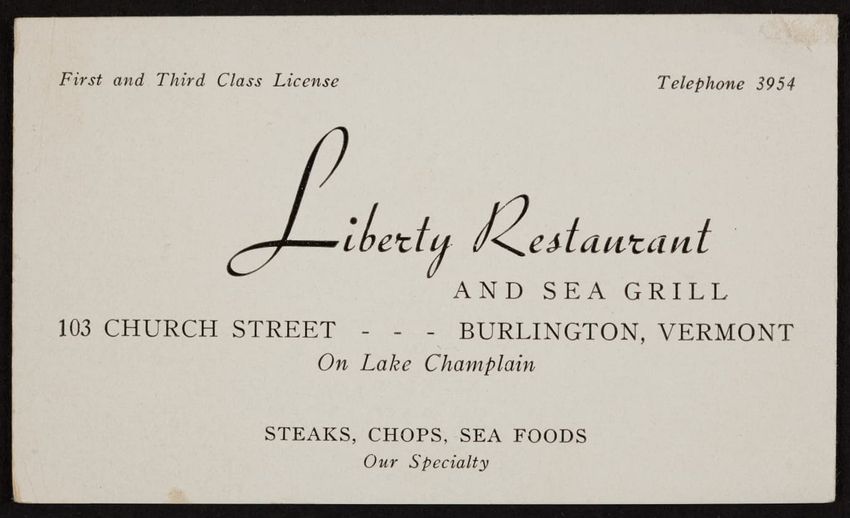 First and Third Class License
Telephone 3954
Liberty Restaurant
AND SEA GRILL
103 CHURCH STREET - - - BURLINGTON, VERMONT
On Lake Champlain
STEAKS, CHOPS, SEA FOODS
Our Specialty